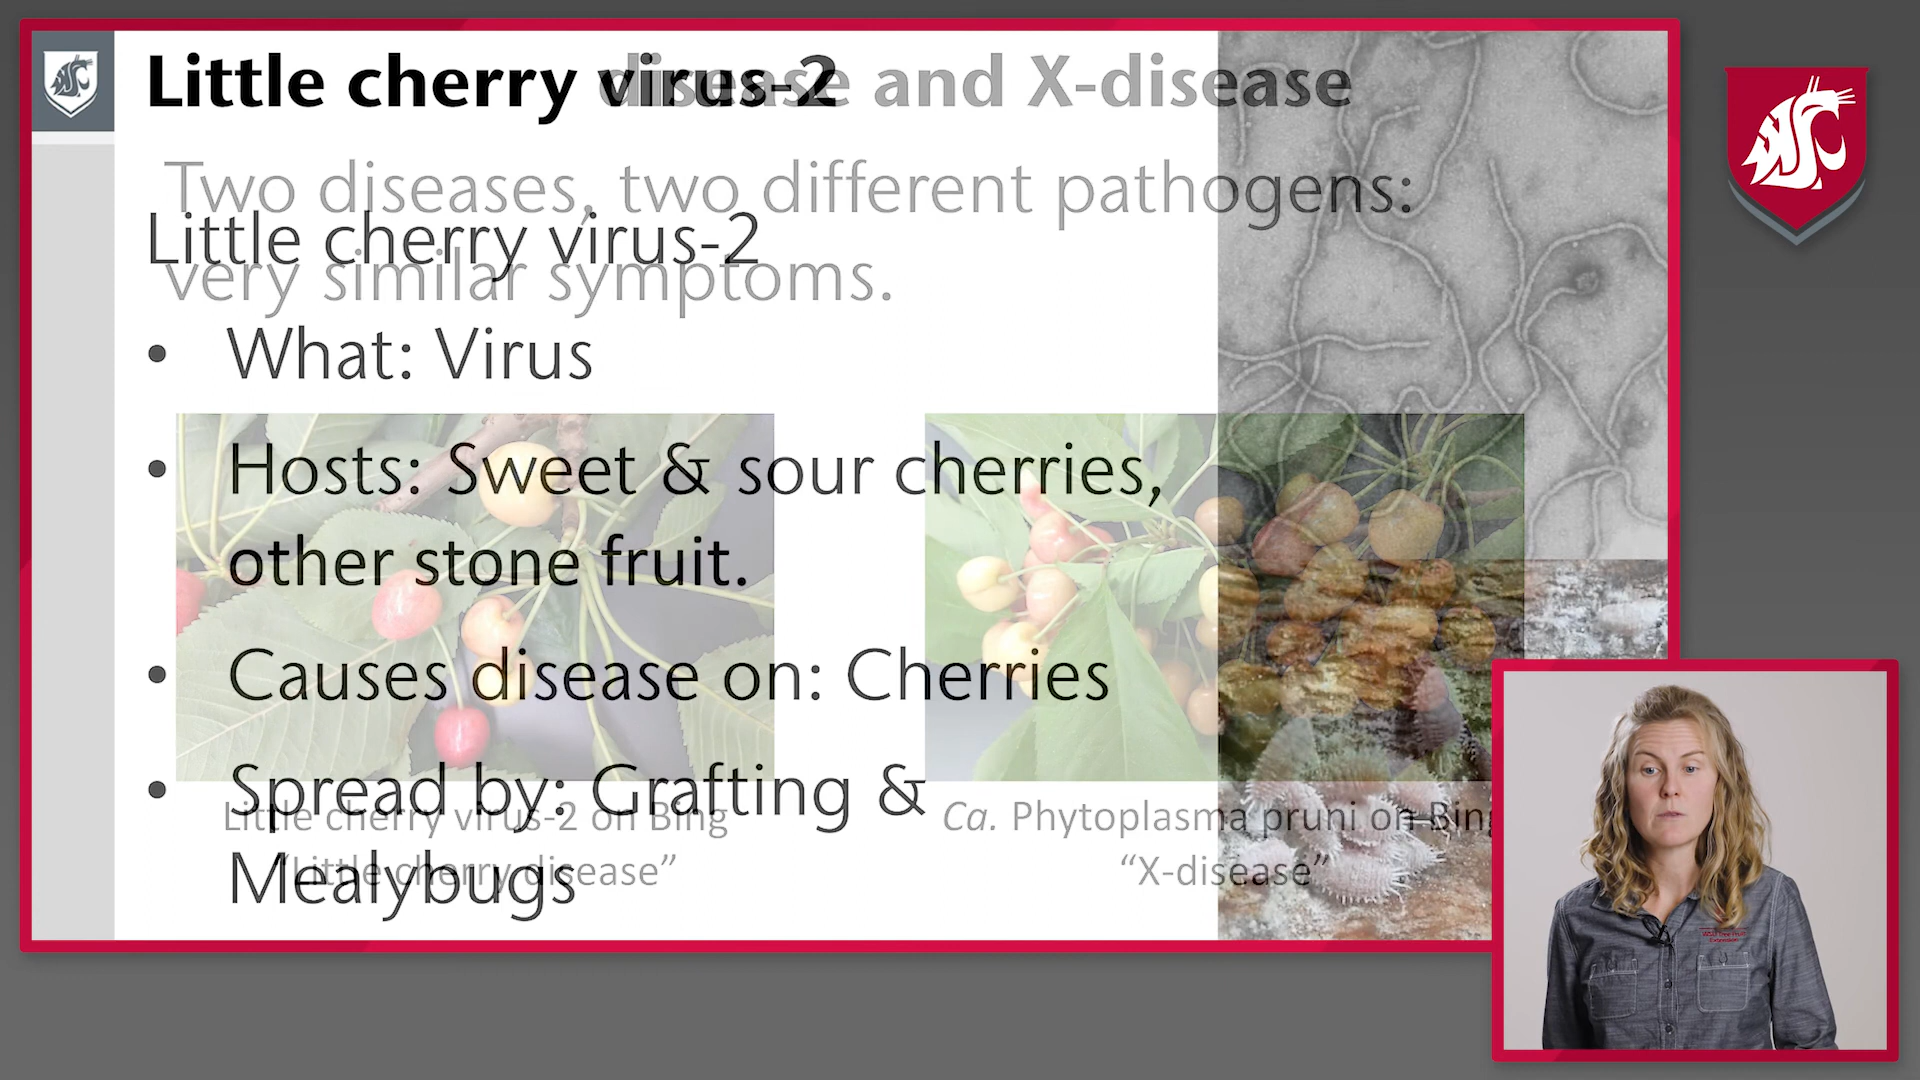 Little cherry virus-2
disease and X-disease
Two diseases, two different pathogens:
very similar symptoms.
Little cherry virus-2
• What: Virus
• Hosts: Sweet & sour cherries,
other stone fruit.
• Causes disease on: Cherries
• Spread by: Grafting &
Mealybugs
Little cherry virus-2 on Bing
“Little cherry disease”
Ca. Phytoplasma pruni on Bing
“X-disease”